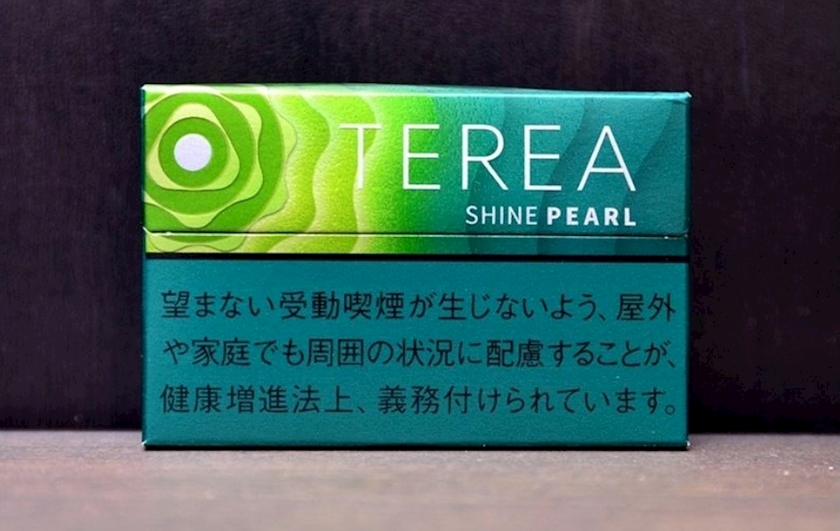 TEREA
SHINE PEARL
望まない受動喫煙が生じないよう、屋外
や家庭でも周囲の状況に配慮することが、
健康増進法上、義務付けられています。